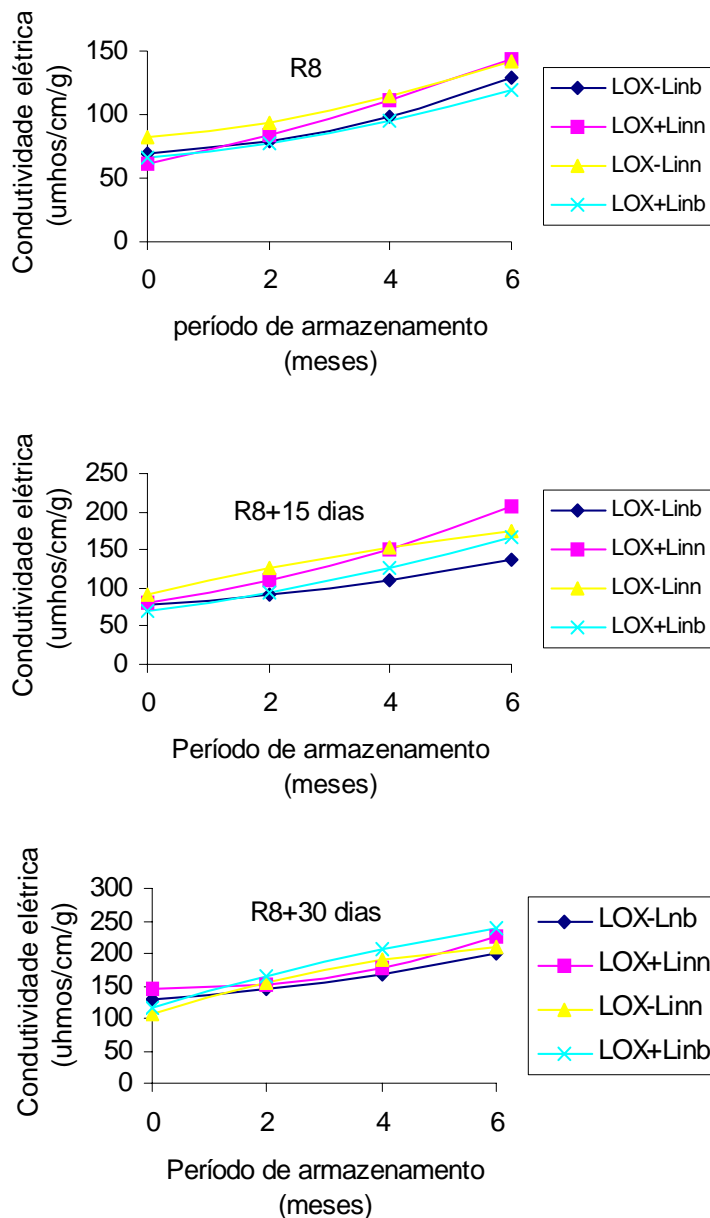 R8
Condutividade elétrica
(umhos/cm/g)
150
100
50
0
0 2 4 6
período de armazenamento
(meses)
LOX-Linb
LOX+Linn
LOX-Linn
LOX+Linb
R8+15 dias
Condutividade elétrica
(umhos/cm/g)
250
200
150
100
50
0
0 2 4 6
Período de armazenamento
(meses)
LOX-Linb
LOX+Linn
LOX-Linn
LOX+Linb
R8+30 dias
Condutividade elétrica
(uhmos/cm/g)
300
250
200
150
100
50
0
0 2 4 6
Período de armazenamento
(meses)
LOX-Lnb
LOX+Linn
LOX-Linn
LOX+Linb